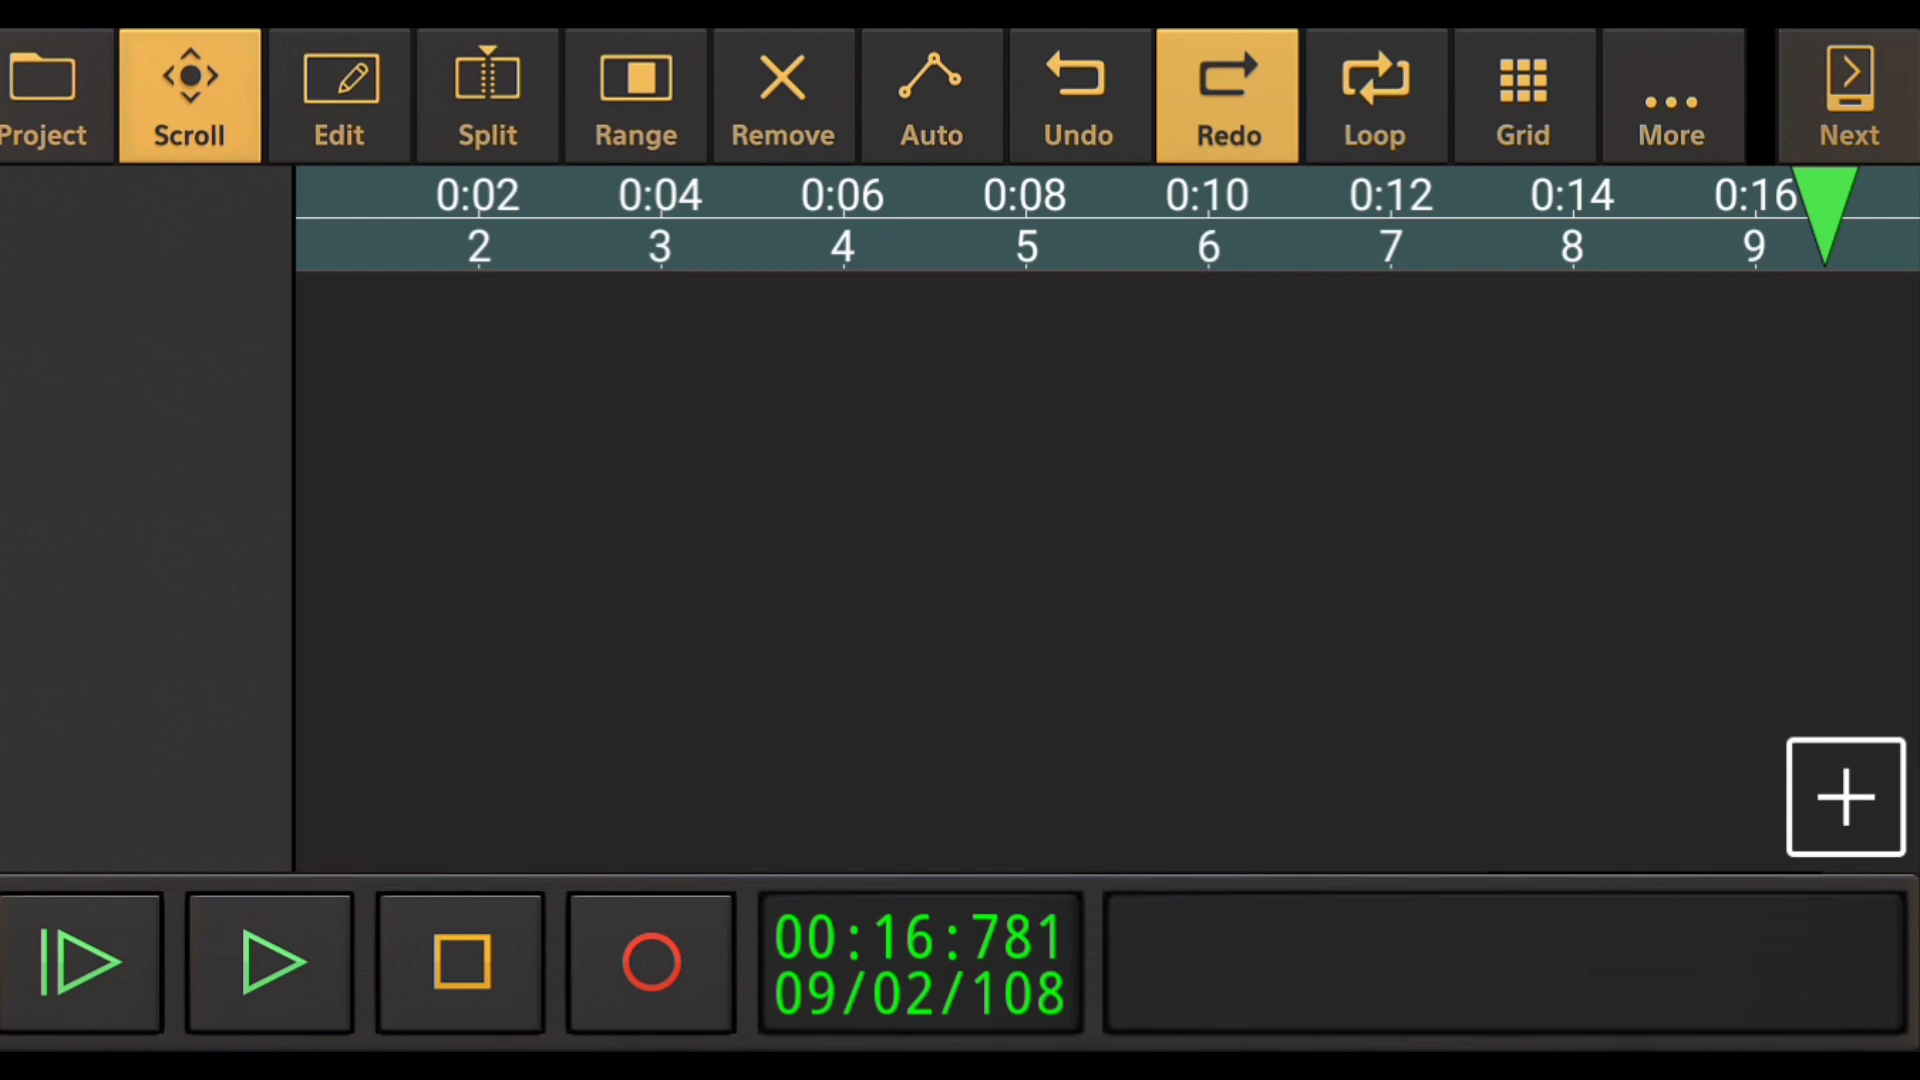 Project Scroll Edit Split Range Remove Auto Undo Redo Loop Grid More Next
0:02 0:04 0:06 0:08 0:10 0:12 0:14 0:16
2 3 4 5 6 7 8 9
00:16:781
09/02/108